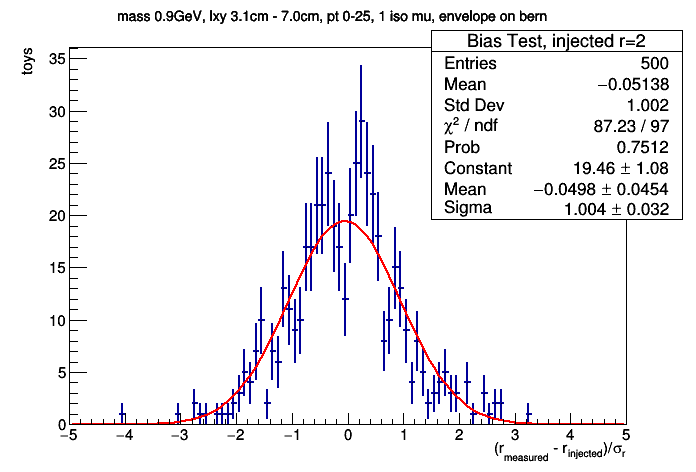 mass 0.9GeV, lxy 3.1cm - 7.0cm, pt 0-25, 1 iso mu, envelope on bern
Bias Test, injected r=2
Entries 500
Mean −0.05138
Std Dev 1.002
χ² / ndf 87.23 / 97
Prob 0.7512
Constant 19.46 ± 1.08
Mean −0.0498 ± 0.0454
Sigma 1.004 ± 0.032
toys
35
30
25
20
15
10
5
0
−5 −4 −3 −2 −1 0 1 2 3 4 5
(r_measured - r_injected)/σ_r